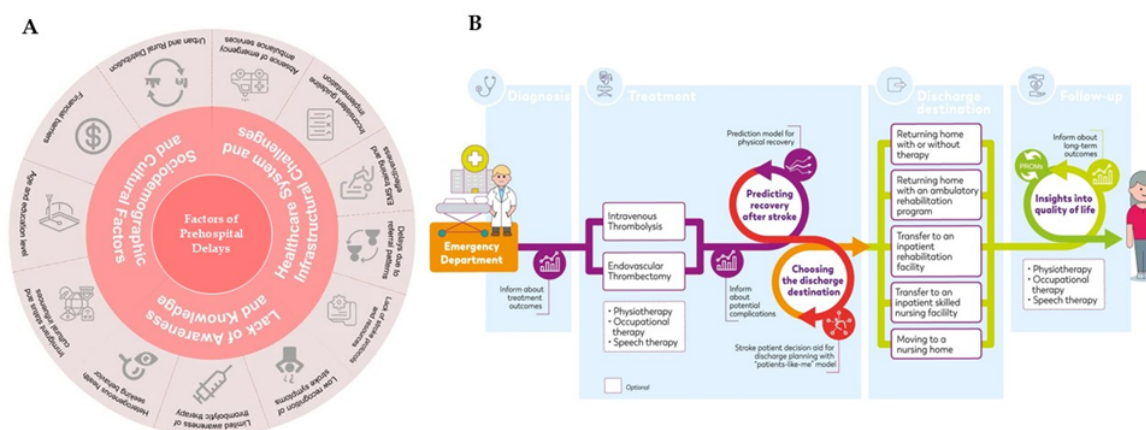 A
Factors of
Prehospital
Delays
Healthcare System and
Infrastructural Challenges
Lack of Awareness
and Knowledge
Sociodemographic
and Cultural Factors
Absence of emergency
ambulance services
Inconsistent guideline
implementation
EMS training and
effectiveness
Delays due to
referral patterns
Lack of stroke protocols
and resources
Low recognition of
stroke symptoms
Limited awareness of
thrombolytic therapy
Heterogeneous health
seeking behavior
Immigrant status and
cultural influences
Age and education level
Financial barriers
Urban and Rural Distribution
B
Diagnosis
Treatment
Discharge
destination
Follow-up
Emergency
Department
Inform about
treatment
outcomes
Intravenous
Thrombolysis
Endovascular
Thrombectomy
• Physiotherapy
• Occupational
therapy
• Speech therapy
Optional
Inform
about
potential
complications
Prediction model for
physical recovery
Predicting
recovery
after stroke
Choosing
the discharge
destination
Stroke patient decision aid for
discharge planning with
"patients-like-me" model
Returning home
with or without
therapy
Returning home
with an ambulatory
rehabilitation
program
Transfer to an
inpatient
rehabilitation
facility
Transfer to an
inpatient skilled
nursing facililty
Moving to a
nursing home
Inform about
long-term
outcomes
PROMs
Insights into
quality of life
• Physiotherapy
• Occupational
therapy
• Speech therapy